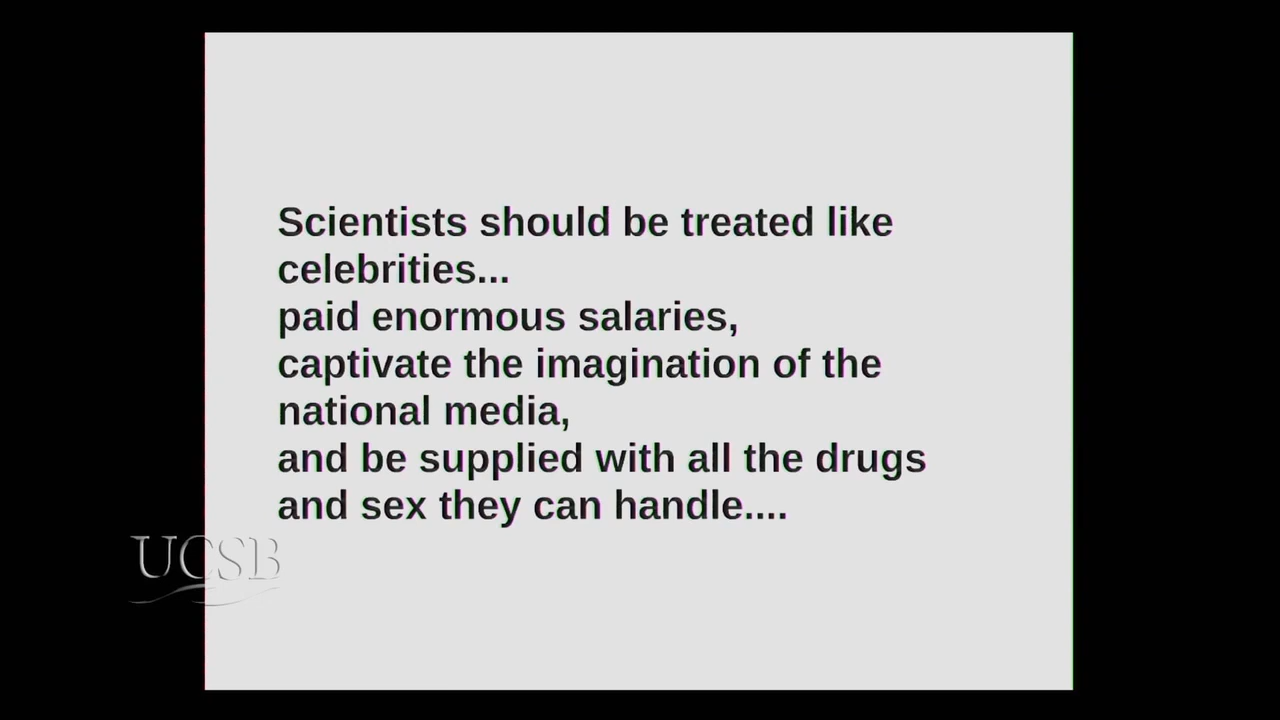 Scientists should be treated like
celebrities...
paid enormous salaries,
captivate the imagination of the
national media,
and be supplied with all the drugs
and sex they can handle....
UCSB